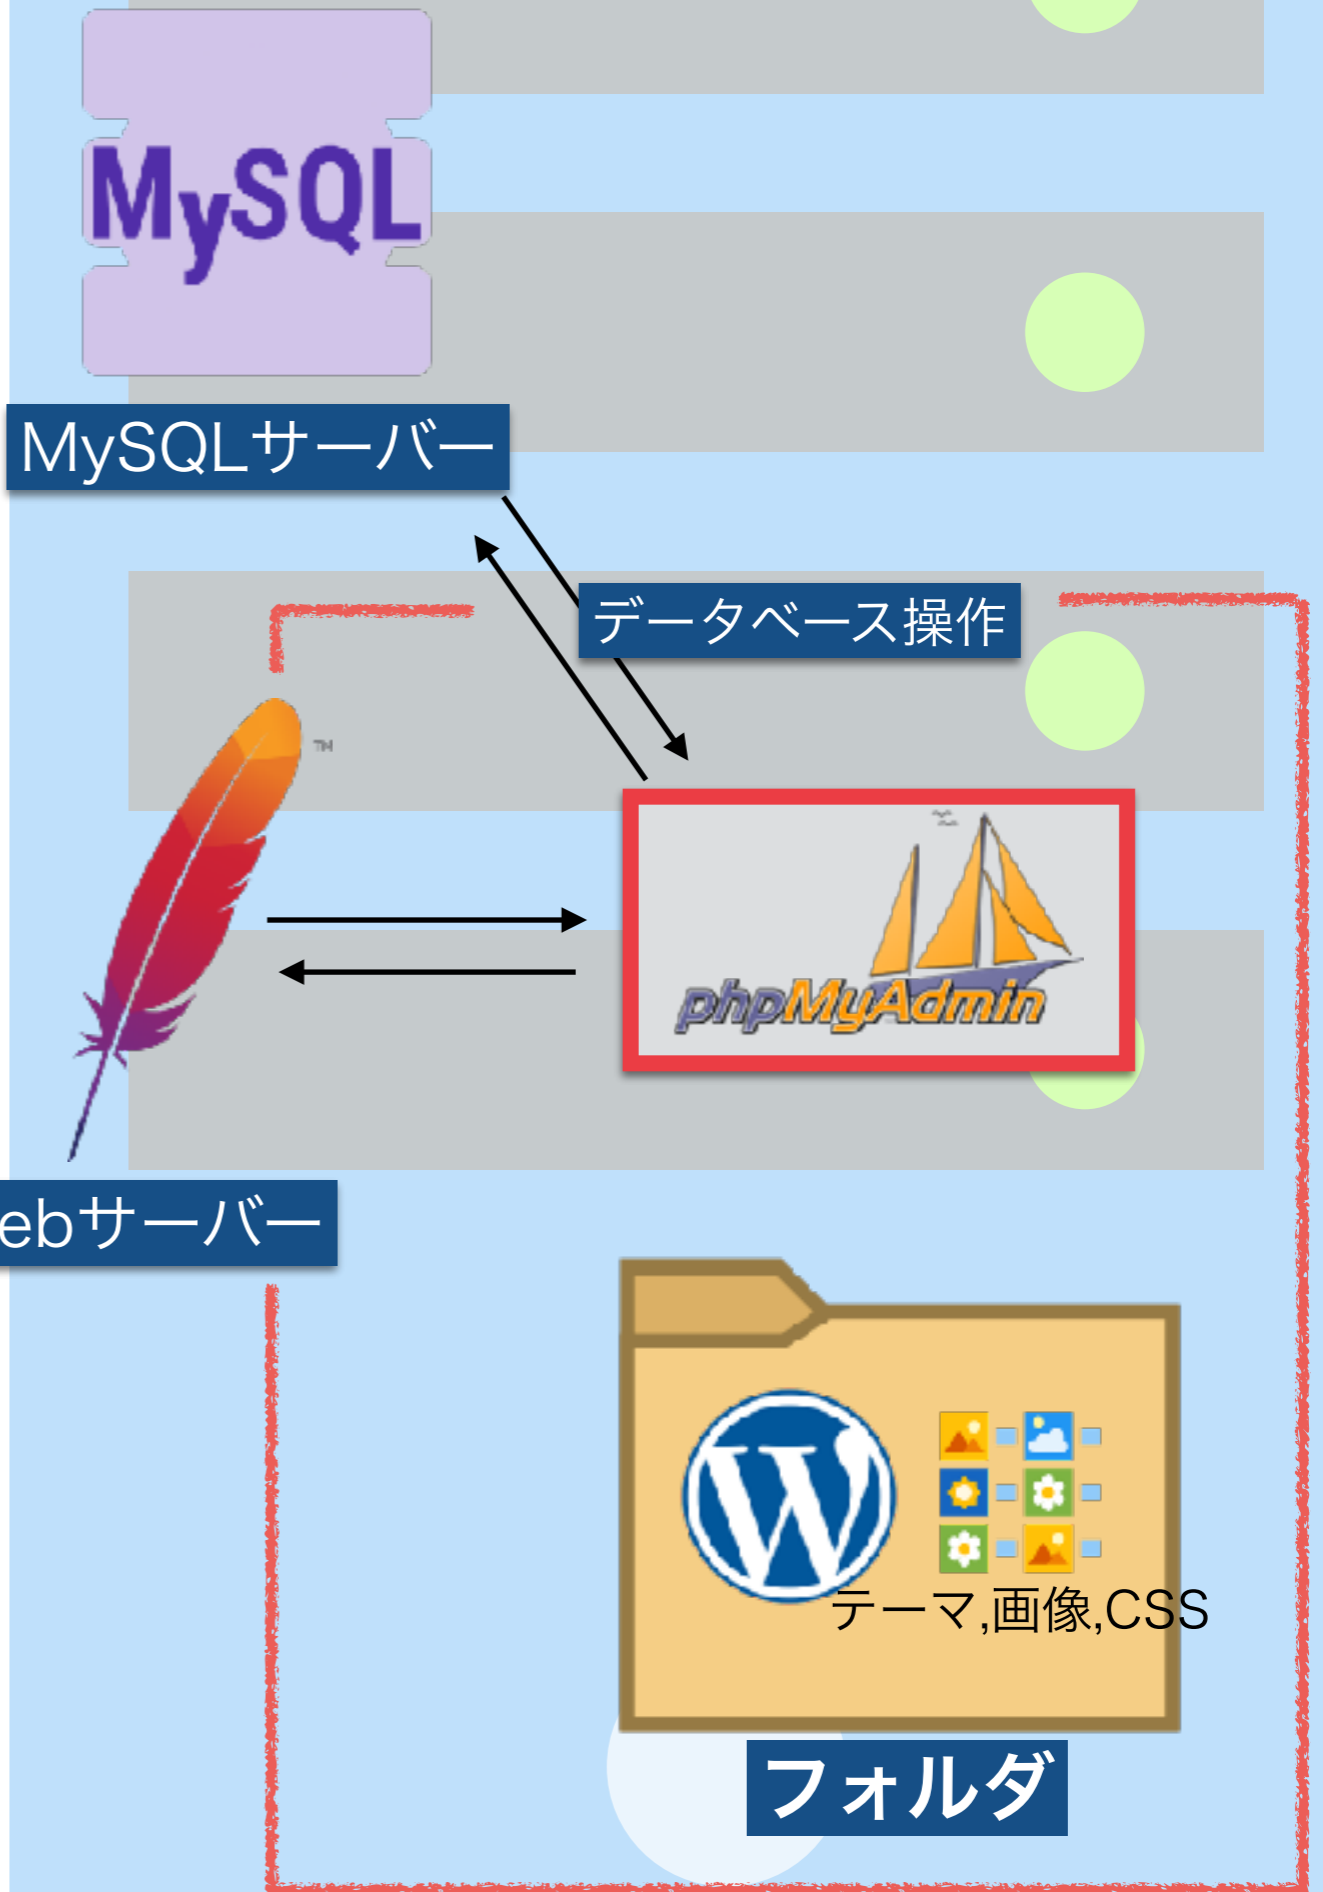 MySQL
MySQLサーバー
データベース操作
TM
phpMyAdmin
ebサーバー
W
テーマ,画像,CSS
フォルダ